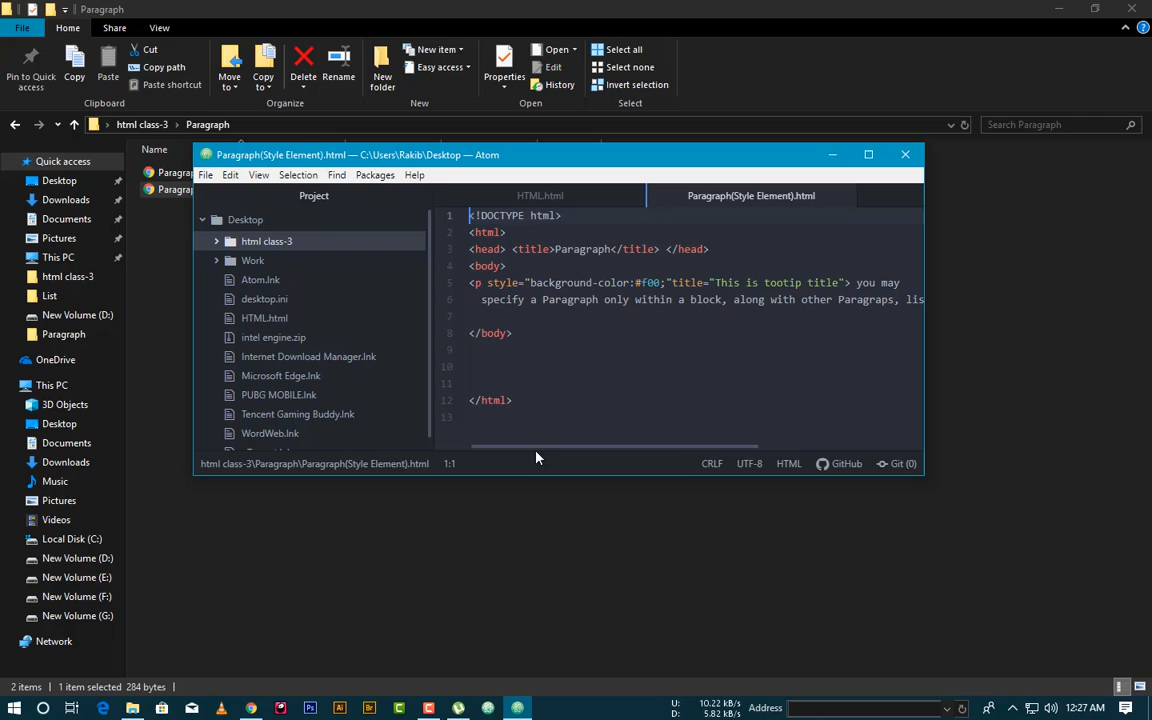 Paragraph
File Home Share View
Pin to Quick access
Copy
Paste
Cut
Copy path
Paste shortcut
Clipboard
Move to
Copy to
Delete
Rename
Organize
New folder
New item
Easy access
New
Properties
Open
Edit
History
Open
Select all
Select none
Invert selection
Select
html class-3 > Paragraph
Search Paragraph
Name
Paragra
Paragra
Quick access
Desktop
Downloads
Documents
Pictures
This PC
html class-3
List
New Volume (D:)
Paragraph
OneDrive
This PC
3D Objects
Desktop
Documents
Downloads
Music
Pictures
Videos
Local Disk (C:)
New Volume (D:)
New Volume (E:)
New Volume (F:)
New Volume (G:)
Network
Paragraph(Style Element).html — C:\Users\Rakib\Desktop — Atom
File Edit View Selection Find Packages Help
Project
Desktop
html class-3
Work
Atom.lnk
desktop.ini
HTML.html
intel engine.zip
Internet Download Manager.lnk
Microsoft Edge.lnk
PUBG MOBILE.lnk
Tencent Gaming Buddy.lnk
WordWeb.lnk
HTML.html
Paragraph(Style Element).html
1 <!DOCTYPE html>
2 <html>
3 <head> <title>Paragraph</title> </head>
4 <body>
5 <p style="background-color:#f00;"title="This is tootip title"> you may
6 specify a Paragraph only within a block, along with other Paragraps, lis
7
8 </body>
9
10
11
12 </html>
13
html class-3\Paragraph\Paragraph(Style Element).html 1:1
CRLF UTF-8 HTML GitHub Git (0)
2 items 1 item selected 284 bytes
Ps Ai Br
U: 10.22 kB/s
D: 5.82 kB/s
Address
12:27 AM